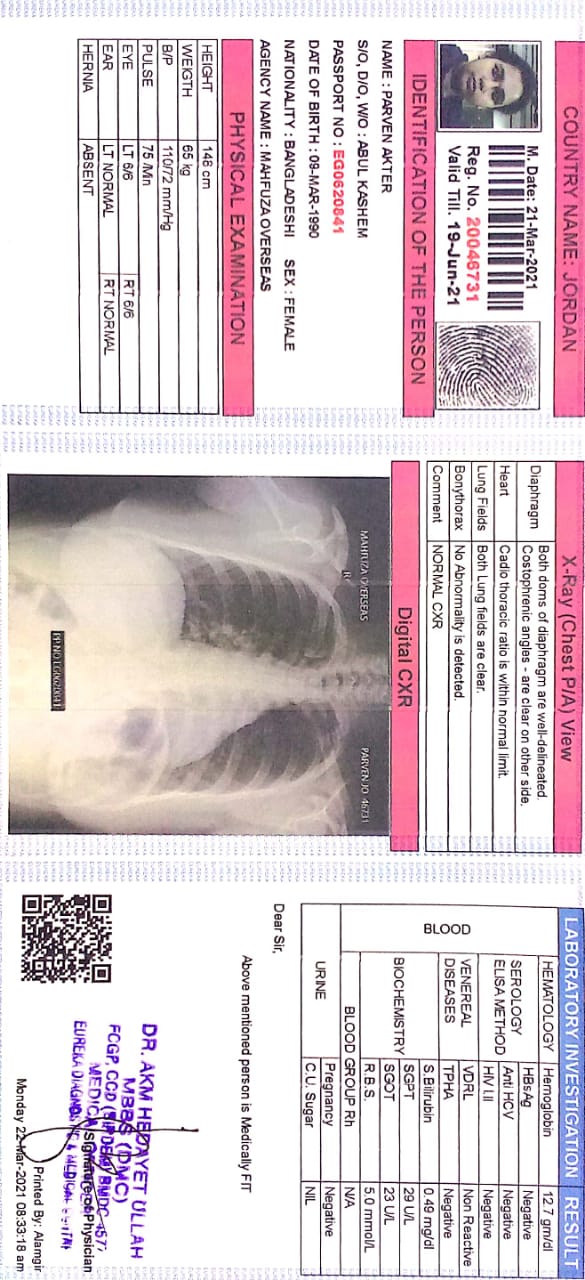 COUNTRY NAME: JORDAN
M. Date: 21-Mar-2021
Reg. No. 20046731
Valid Till. 19-Jun-21
IDENTIFICATION OF THE PERSON
NAME : PARVEN AKTER
S/O, D/O, W/O : ABUL KASHEM
PASSPORT NO : EG0620841
DATE OF BIRTH : 09-MAR-1990
NATIONALITY : BANGLADESHI SEX : FEMALE
AGENCY NAME : MAHFUZA OVERSEAS
PHYSICAL EXAMINATION
HEIGHT 148 cm
WEIGTH 65 kg
B/P 110/72 mm/Hg
PULSE 75 /Min
EYE LT 6/6 RT 6/6
EAR LT NORMAL RT NORMAL
HERNIA ABSENT
X-Ray (Chest P/A) View
Diaphragm Both doms of diaphragm are well-delineated.
Costophrenic angles - are clear on other side.
Heart Cadio thoracic ratio is within normal limit.
Lung Fields Both Lung fields are clear.
Bonythorax No Abnormality is detected.
Comment NORMAL CXR
Digital CXR
MAHFUZA OVERSEAS
PARVEN JO 46731
R
PP NO EG0620841
LABORATORY INVESTIGATION RESULT
BLOOD
HEMATOLOGY Hemoglobin 12.7 gm/dl
SEROLOGY ELISA METHOD HBsAg Negative
Anti HCV Negative
HIV I,II Negative
VENEREAL DISEASES VDRL Non Reactive
TPHA Negative
BIOCHEMISTRY S.Bilirubin 0.49 mg/dl
SGPT 29 U/L
SGOT 23 U/L
R.B.S. 5.0 mmol/L
BLOOD GROUP Rh N/A
URINE Pregnancy Negative
C.U. Sugar NIL
Dear Sir,
Above mentioned person is Medically FIT
DR. AKM HEDAYET ULLAH
MBBS (DMC)
FCGP, CCD BMDC
Signature of Physician
EUREKA DIAGNOSTIC & MEDICAL
Printed By: Alamgir
Monday 22-Mar-2021 08:33:18 am